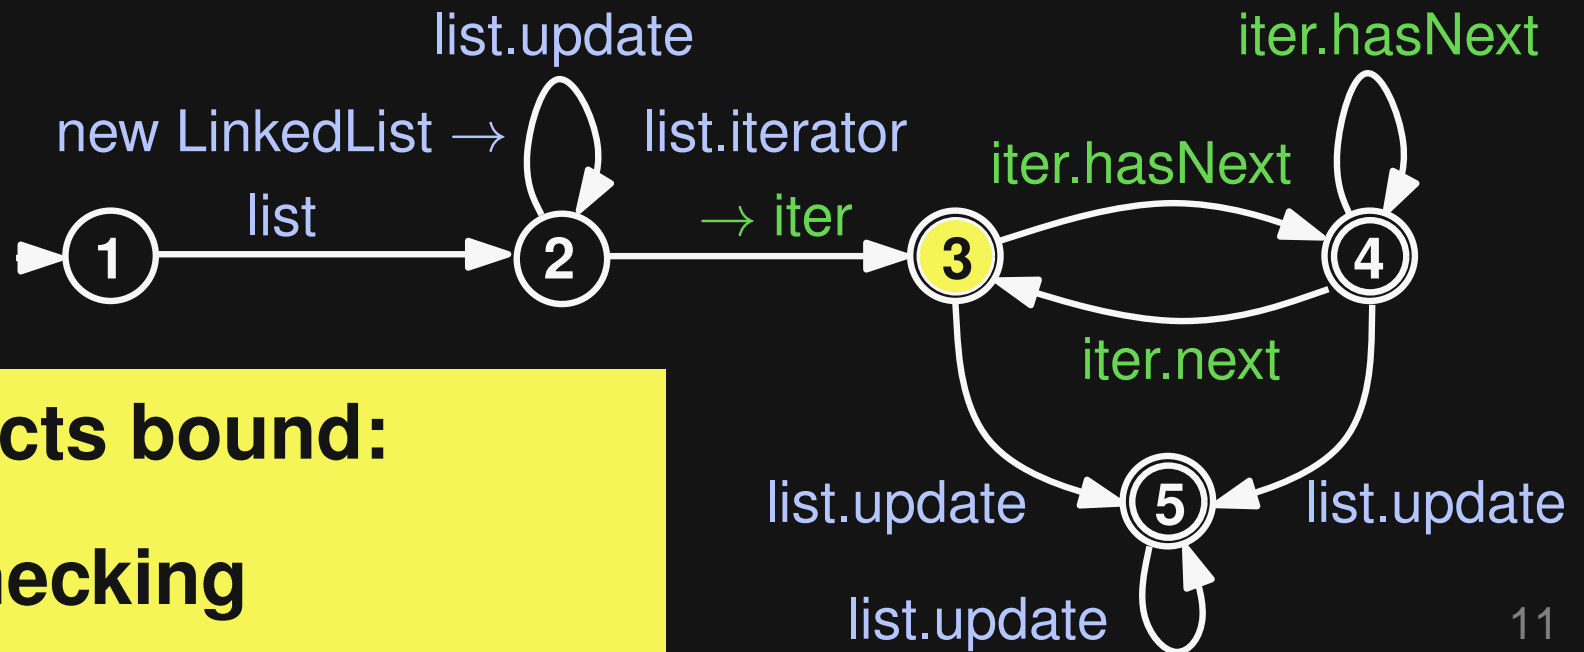 list.update
iter.hasNext
new LinkedList →
list.iterator
iter.hasNext
list
→ iter
1
2
3
4
iter.next
cts bound:
list.update
5
list.update
necking
list.update
11